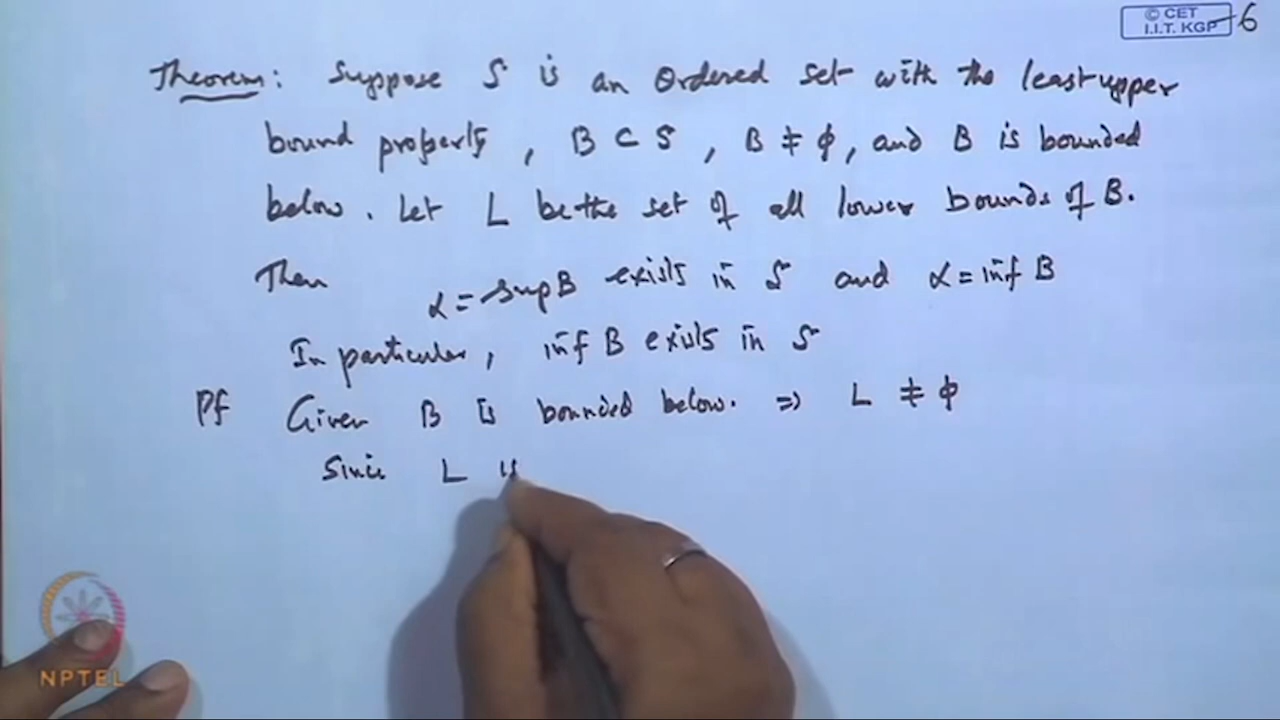 © CET
I.I.T. KGP
-6
Theorem: Suppose S is an ordered set with the least upper
bound property, B ⊂ S, B ≠ ϕ, and B is bounded
below. Let L be the set of all lower bounds of B.
Then α = sup B exists in S and α = inf B
In particular, inf B exists in S
Pf Given B is bounded below. ⇒ L ≠ ϕ
Since L is
NPTEL